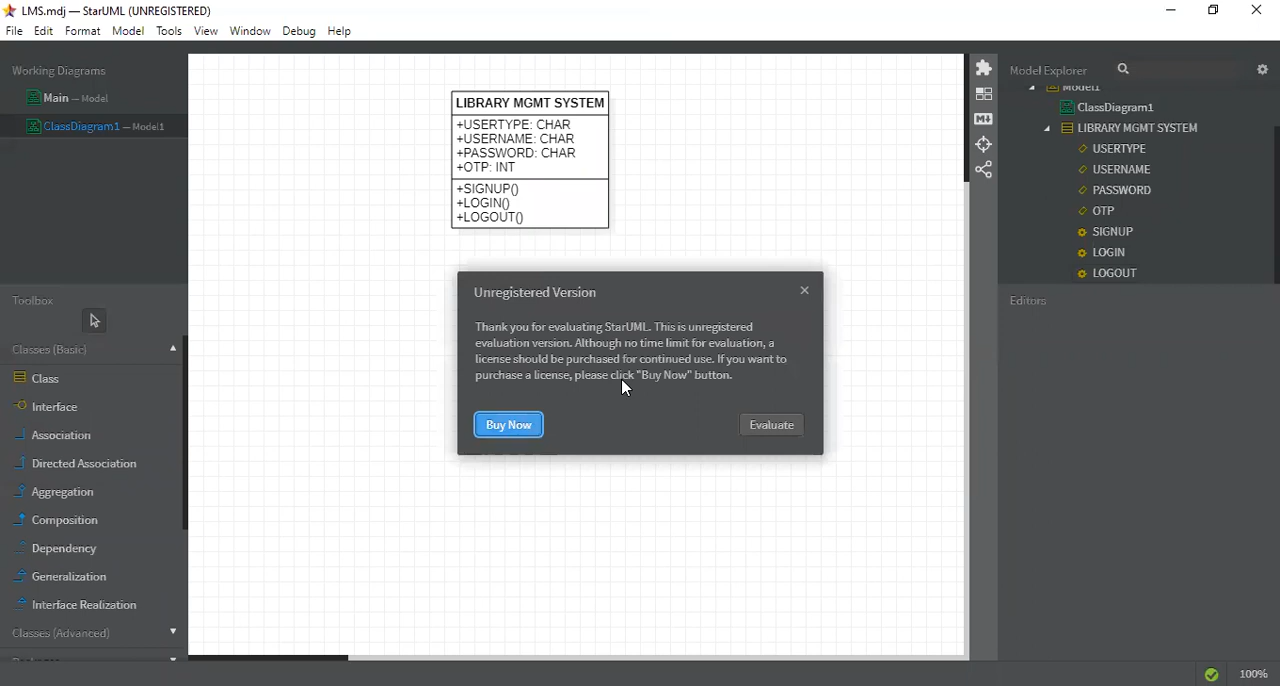 LMS.mdj — StarUML (UNREGISTERED)
File Edit Format Model Tools View Window Debug Help
Working Diagrams
Main — Model
ClassDiagram1 — Model1
Toolbox
Classes (Basic)
Class
Interface
Association
Directed Association
Aggregation
Composition
Dependency
Generalization
Interface Realization
Classes (Advanced)
LIBRARY MGMT SYSTEM
+USERTYPE: CHAR
+USERNAME: CHAR
+PASSWORD: CHAR
+OTP: INT
+SIGNUP()
+LOGIN()
+LOGOUT()
Unregistered Version
Thank you for evaluating StarUML. This is unregistered
evaluation version. Although no time limit for evaluation, a
license should be purchased for continued use. If you want to
purchase a license, please click "Buy Now" button.
Buy Now
Evaluate
Model Explorer
Model1
ClassDiagram1
LIBRARY MGMT SYSTEM
USERTYPE
USERNAME
PASSWORD
OTP
SIGNUP
LOGIN
LOGOUT
Editors
100%